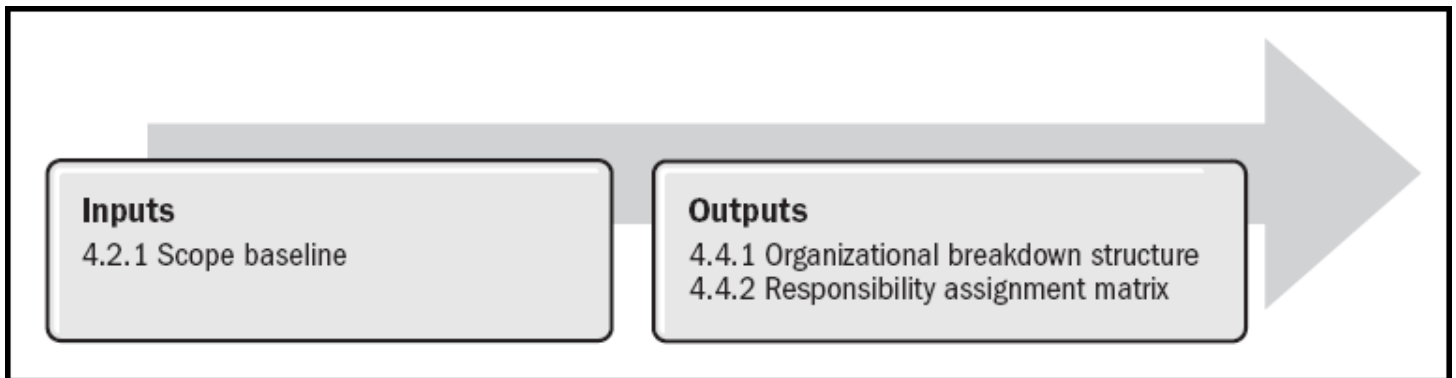 Inputs
4.2.1 Scope baseline
Outputs
4.4.1 Organizational breakdown structure
4.4.2 Responsibility assignment matrix